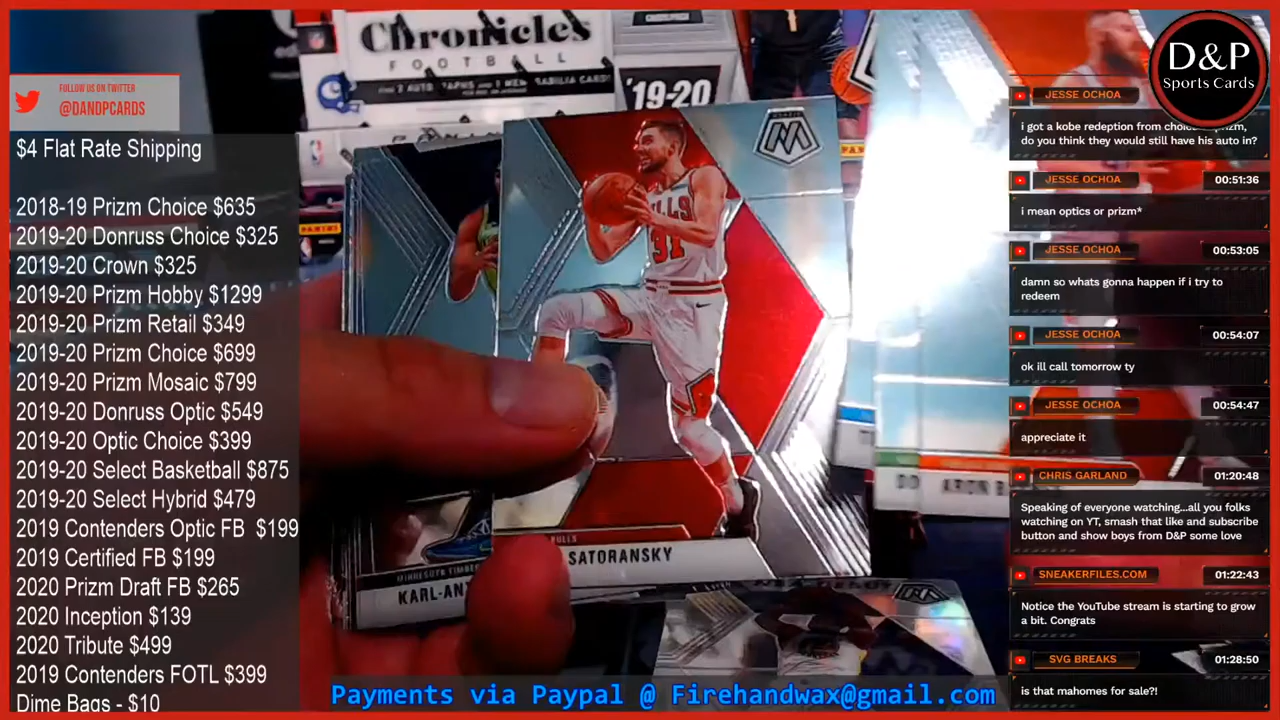 FOLLOW US ON TWITTER
@DANDPCARDS
$4 Flat Rate Shipping
2018-19 Prizm Choice $635
2019-20 Donruss Choice $325
2019-20 Crown $325
2019-20 Prizm Hobby $1299
2019-20 Prizm Retail $349
2019-20 Prizm Choice $699
2019-20 Prizm Mosaic $799
2019-20 Donruss Optic $549
2019-20 Optic Choice $399
2019-20 Select Basketball $875
2019-20 Select Hybrid $479
2019 Contenders Optic FB $199
2019 Certified FB $199
2020 Prizm Draft FB $265
2020 Inception $139
2020 Tribute $499
2019 Contenders FOTL $399
Dime Bags - $10
Chronicles
FOOTBALL
'19-20
PANINI
BULLS
31
BULLS
SATORANSKY
MINNESOTA
KARL-AN
Payments via Paypal @ Firehandwax@gmail.com
D&P
Sports Cards
JESSE OCHOA
i got a kobe redeption from
do you think they would still have his auto in?
JESSE OCHOA 00:51:36
i mean optics or prizm*
JESSE OCHOA 00:53:05
damn so whats gonna happen if i try to
redeem
JESSE OCHOA 00:54:07
ok ill call tomorrow ty
JESSE OCHOA 00:54:47
appreciate it
CHRIS GARLAND 01:20:48
Speaking of everyone watching...all you folks
watching on YT, smash that like and subscribe
button and show boys from D&P some love
SNEAKERFILES.COM 01:22:43
Notice the YouTube stream is starting to grow
a bit. Congrats
SVG BREAKS 01:28:50
is that mahomes for sale?!